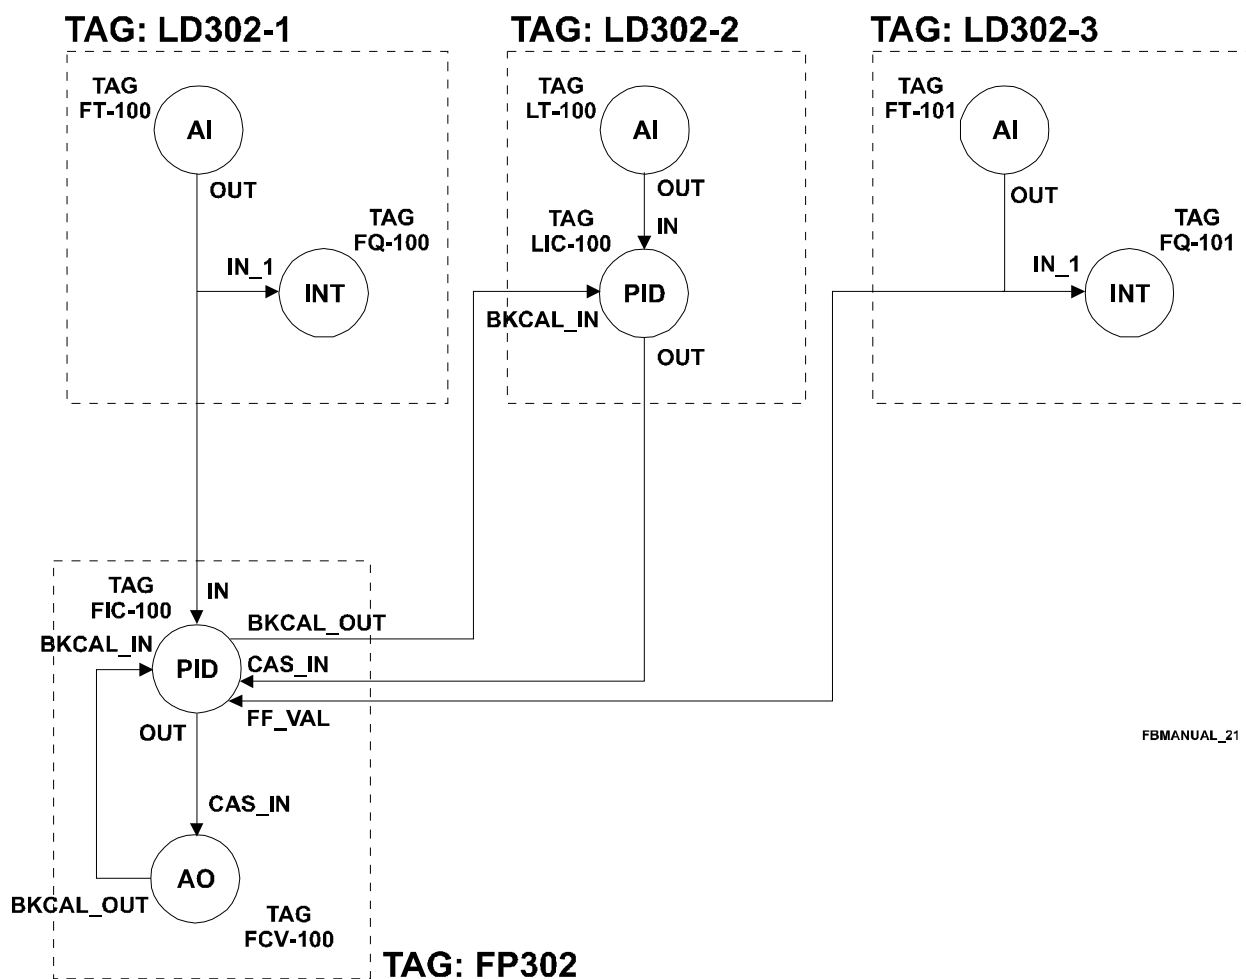 TAG: LD302-1
TAG: LD302-2
TAG: LD302-3
TAG
FT-100
AI
OUT
TAG
FQ-100
IN_1
INT
TAG
LT-100
AI
OUT
IN
TAG
LIC-100
PID
BKCAL_IN
OUT
TAG
FT-101
AI
OUT
TAG
FQ-101
IN_1
INT
TAG
FIC-100
IN
BKCAL_IN
PID
BKCAL_OUT
CAS_IN
FF_VAL
OUT
CAS_IN
AO
BKCAL_OUT
TAG
FCV-100
TAG: FP302
FBMANUAL_21